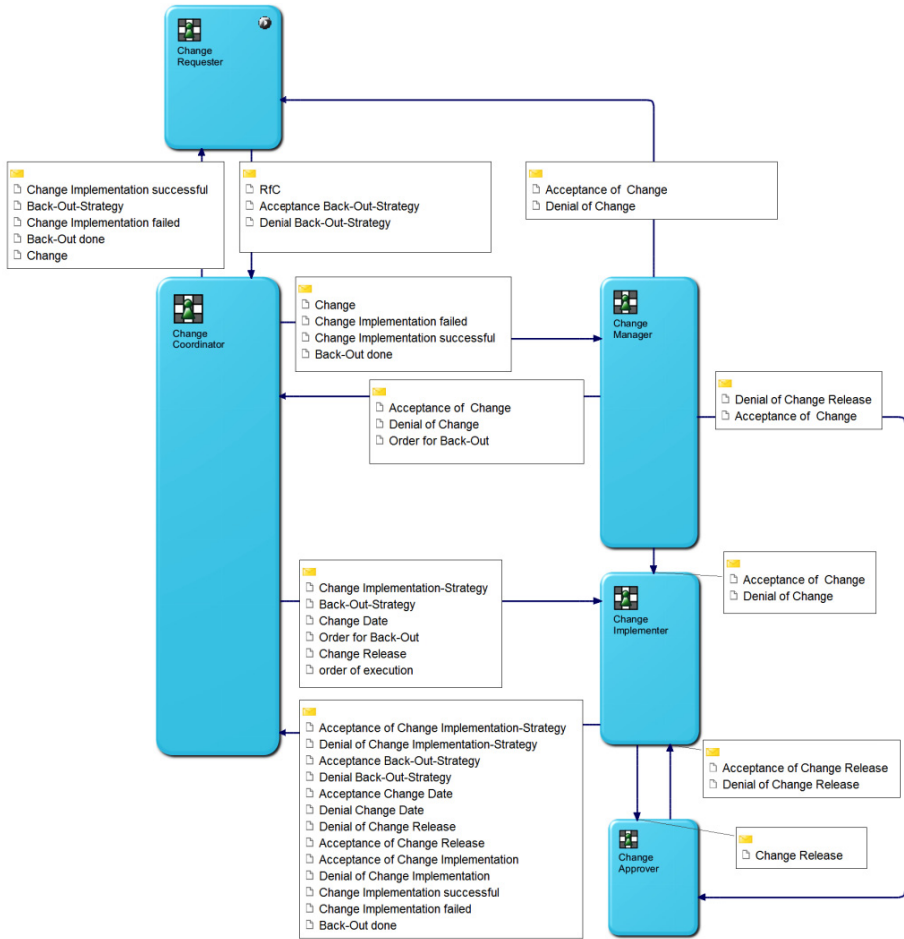 Change
Requester
Change Implementation successful
Back-Out-Strategy
Change Implementation failed
Back-Out done
Change
RfC
Acceptance Back-Out-Strategy
Denial Back-Out-Strategy
Acceptance of  Change
Denial of Change
Change
Coordinator
Change
Change Implementation failed
Change Implementation successful
Back-Out done
Change
Manager
Acceptance of  Change
Denial of Change
Order for Back-Out
Denial of Change Release
Acceptance of  Change
Acceptance of  Change
Denial of Change
Change Implementation-Strategy
Back-Out-Strategy
Change Date
Order for Back-Out
Change Release
order of execution
Change
Implementer
Acceptance of Change Implementation-Strategy
Denial of Change Implementation-Strategy
Acceptance Back-Out-Strategy
Denial Back-Out-Strategy
Acceptance Change Date
Denial Change Date
Denial of Change Release
Acceptance of Change Release
Acceptance of Change Implementation
Denial of Change Implementation
Change Implementation successful
Change Implementation failed
Back-Out done
Acceptance of Change Release
Denial of Change Release
Change Release
Change
Approver